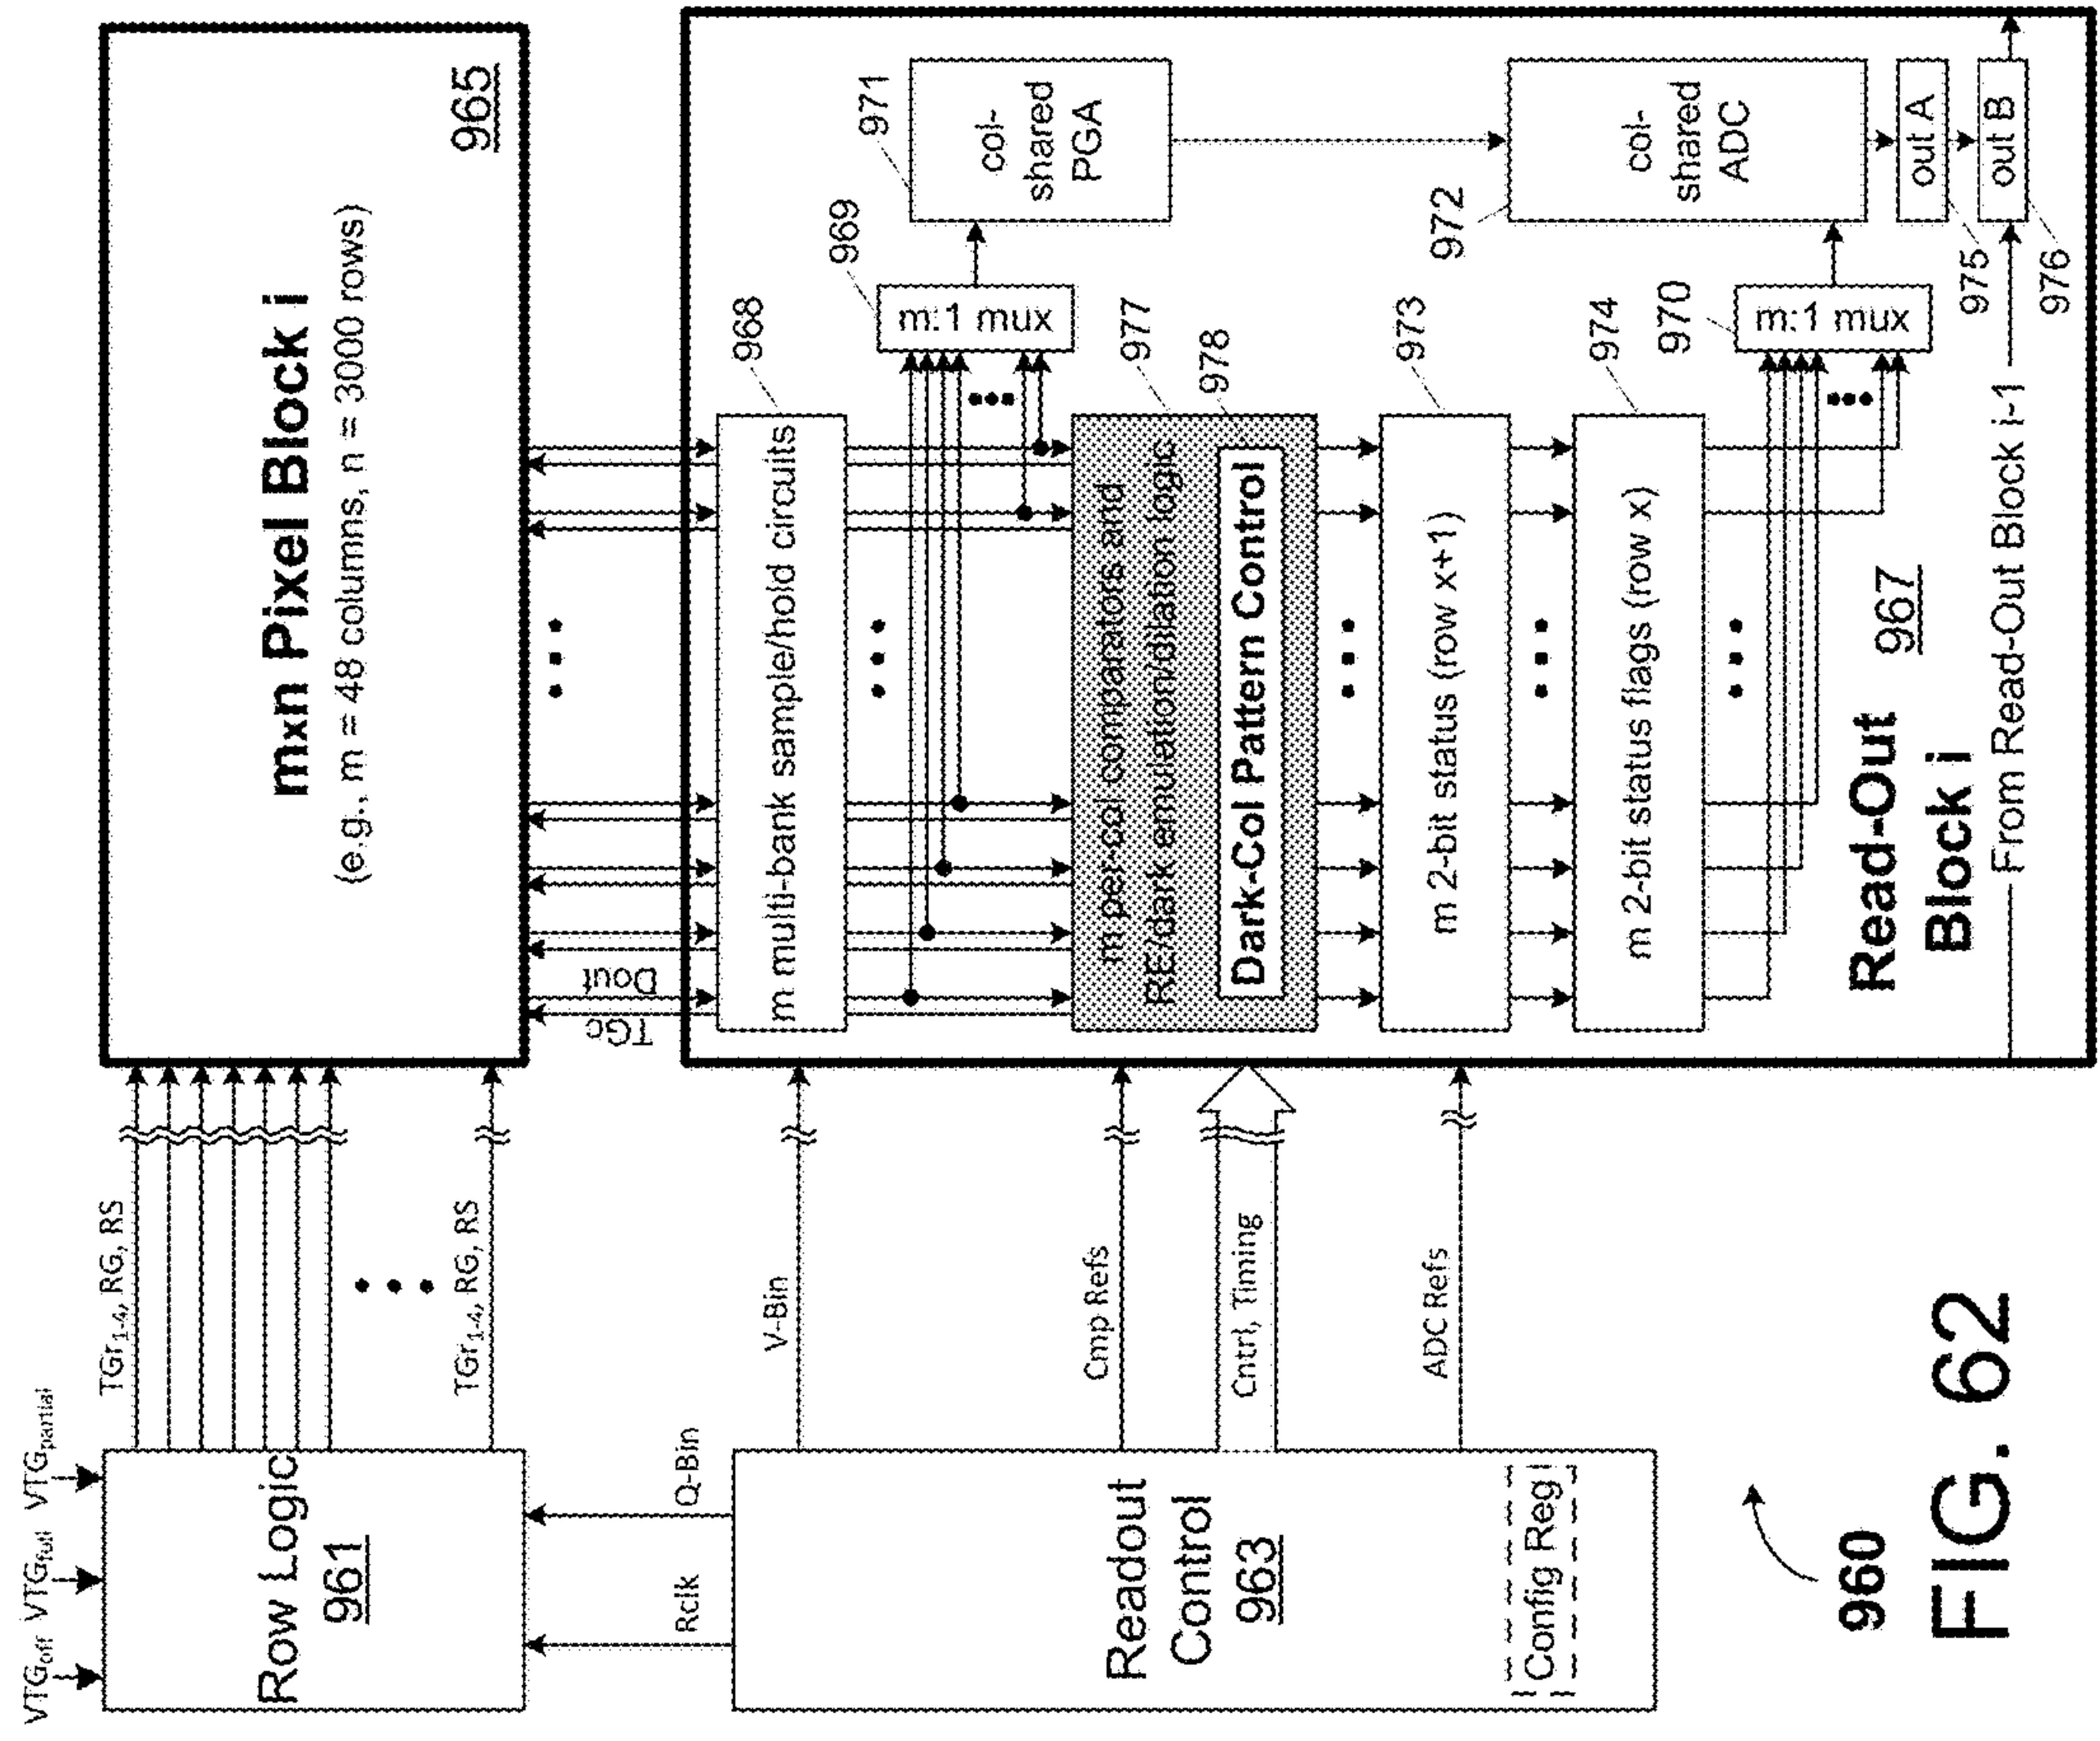 VTGoff VTGfull VTGpartial
Row Logic
961
TGr1-4, RG, RS
TGr1-4, RG, RS
mxn Pixel Block i
(e.g., m = 48 columns, n = 3000 rows)
965
Rclk
Q-Bin
TGc
Dout
Readout
Control
963
Config Reg
V-Bin
Cmp Refs
Cntrl, Timing
ADC Refs
m multi-bank sample/hold circuits
968
m:1 mux
969
col-
shared
PGA
971
m per-col comparators and
RE/dark emulation/dilation logic
977
Dark-Col Pattern Control
978
m 2-bit status (row x+1)
973
m 2-bit status flags (row x)
974
m:1 mux
970
col-
shared
ADC
972
out A
975
out B
976
Read-Out
Block i
967
From Read-Out Block i-1
960
FIG. 62